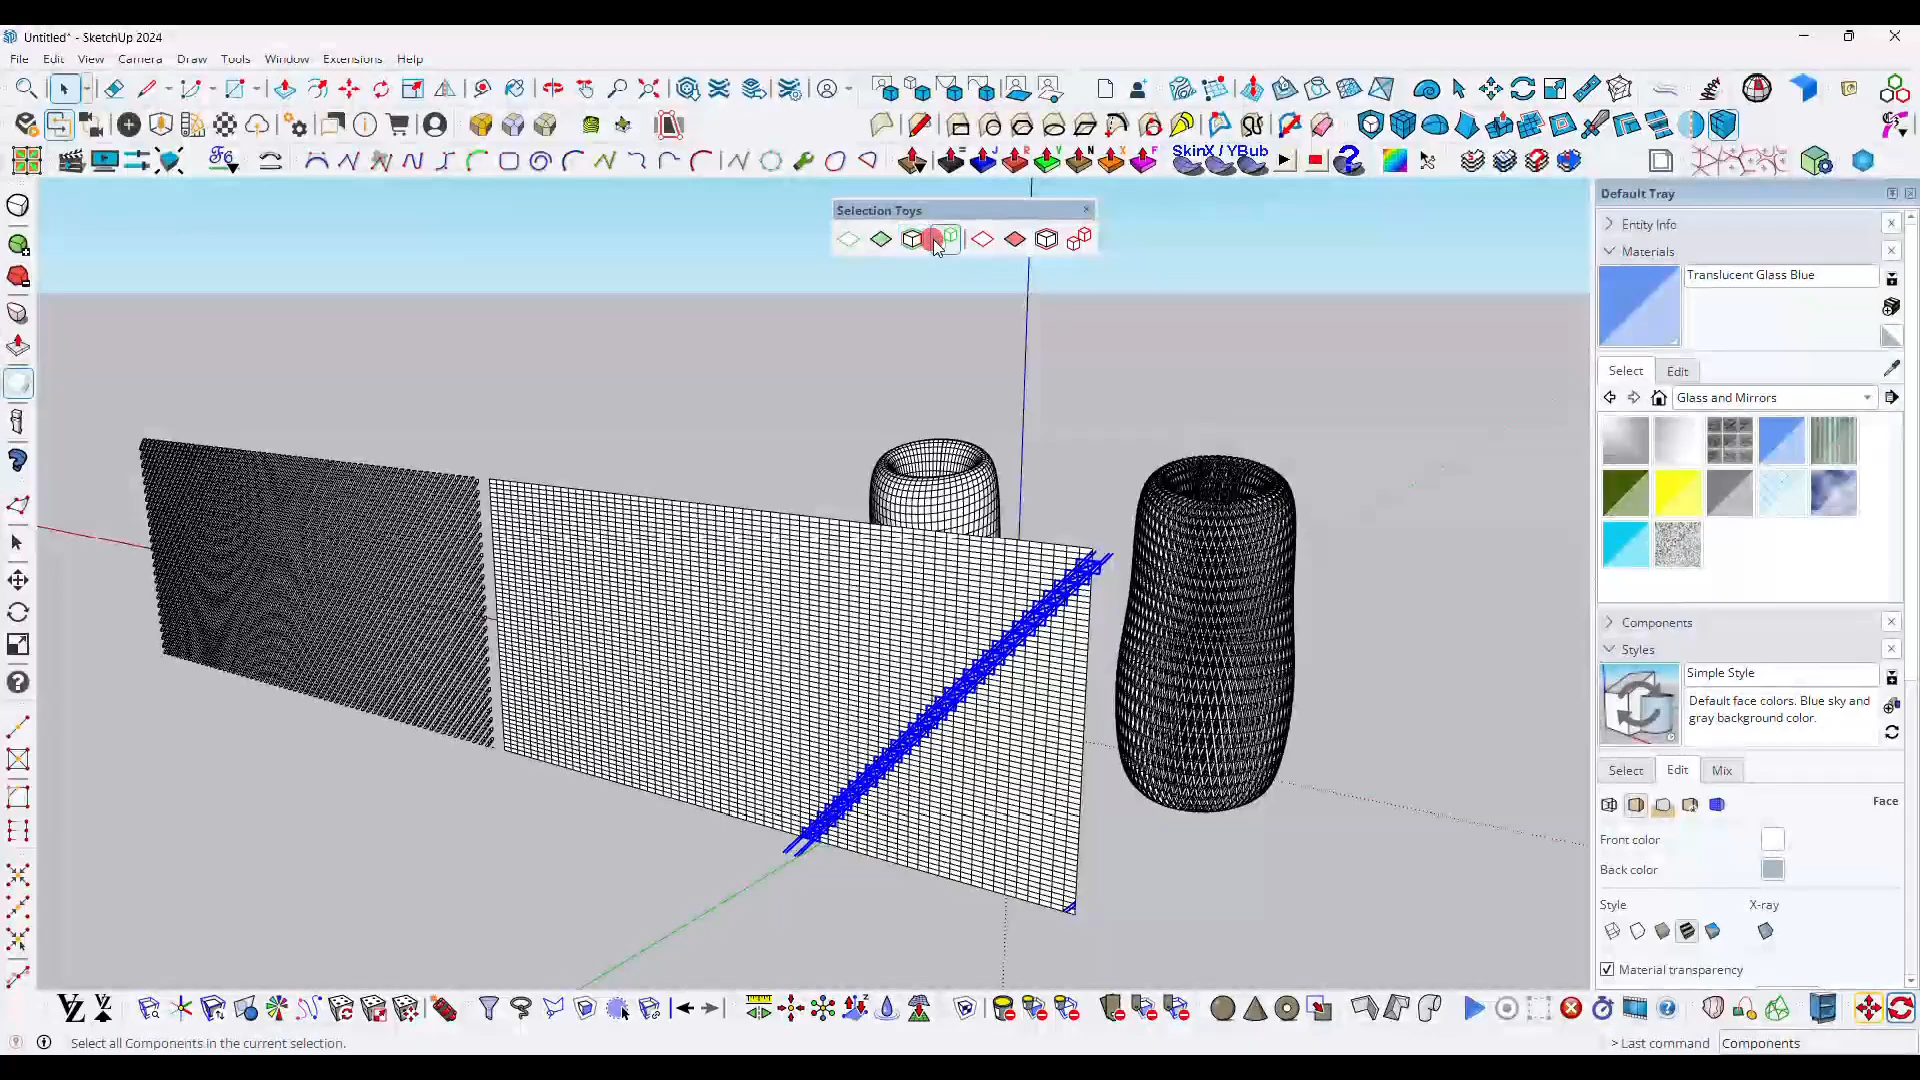 Untitled* - SketchUp 2024
File Edit View Camera Draw Tools Window Extensions Help
SkinX / YBub
Selection Toys
Default Tray
Entity Info
Materials
Translucent Glass Blue
Select Edit
Glass and Mirrors
Components
Styles
Simple Style
Default face colors. Blue sky and
gray background color.
Select Edit Mix
Face
Front color
Back color
Style X-ray
Material transparency
Select all Components in the current selection.
> Last command Components